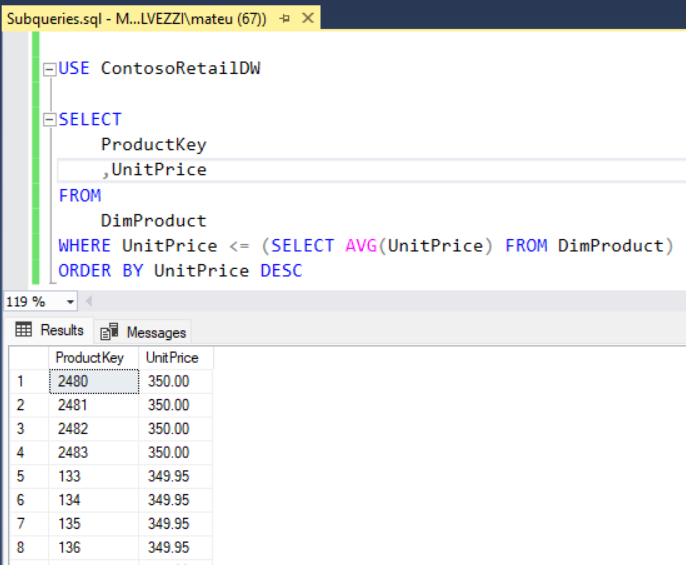 Subqueries.sql - M...LVEZZI\mateu (67))
USE ContosoRetailDW
SELECT
ProductKey
,UnitPrice
FROM
DimProduct
WHERE UnitPrice <= (SELECT AVG(UnitPrice) FROM DimProduct)
ORDER BY UnitPrice DESC
119 %
Results Messages
ProductKey UnitPrice
1 2480 350.00
2 2481 350.00
3 2482 350.00
4 2483 350.00
5 133 349.95
6 134 349.95
7 135 349.95
8 136 349.95